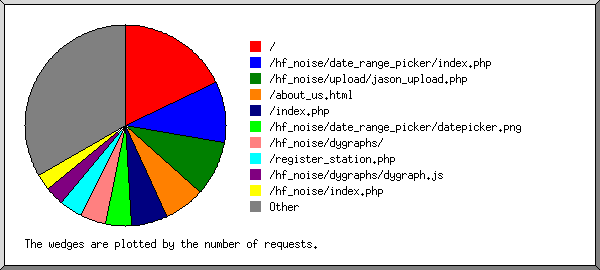 /
/hf_noise/date_range_picker/index.php
/hf_noise/upload/jason_upload.php
/about_us.html
/index.php
/hf_noise/date_range_picker/datepicker.png
/hf_noise/dygraphs/
/register_station.php
/hf_noise/dygraphs/dygraph.js
/hf_noise/index.php
Other
The wedges are plotted by the number of requests.